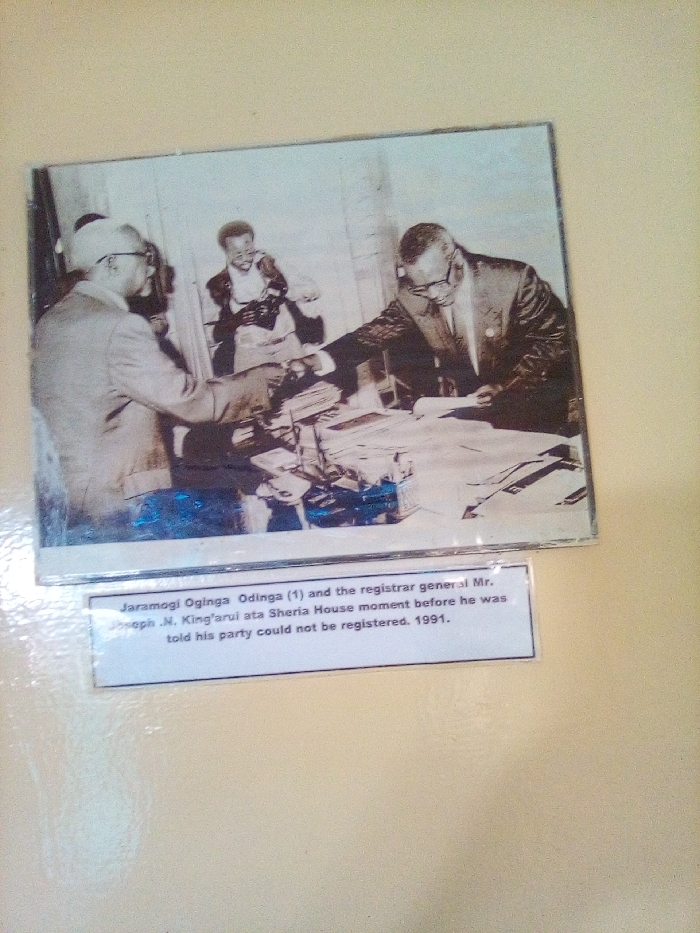 Jaramogi Oginga Odinga (1) and the registrar general Mr.
Joseph .N. King'arui ata Sheria House moment before he was
told his party could not be registered. 1991.